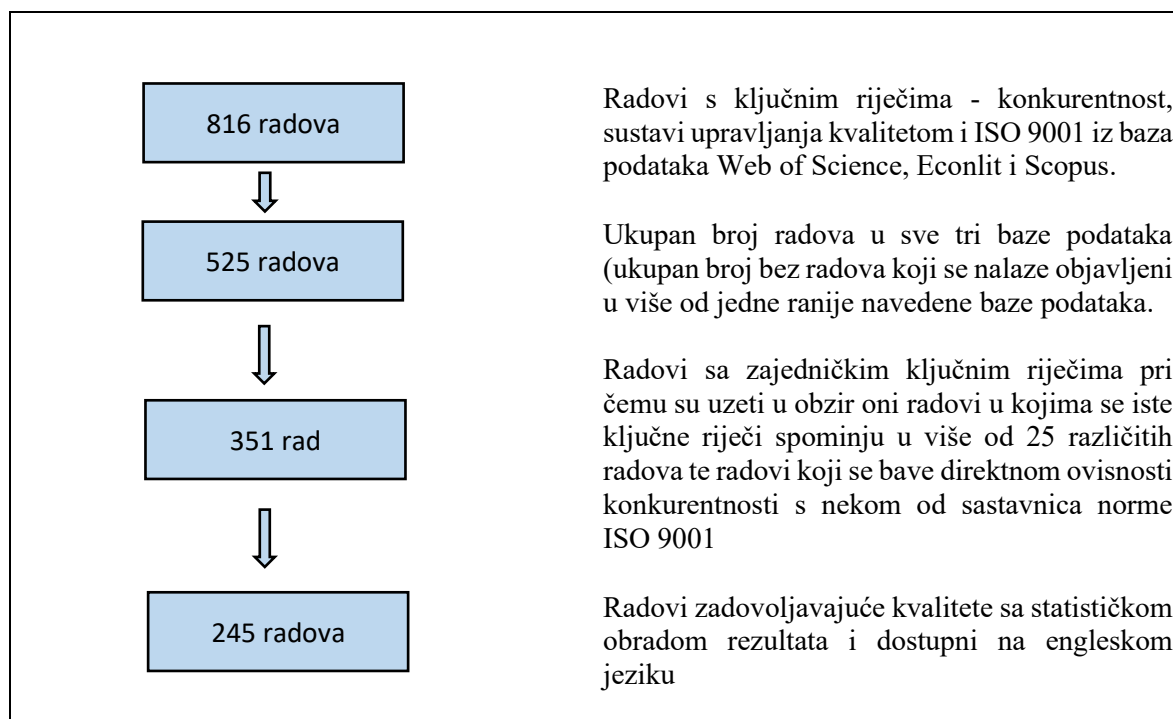 816 radova
Radovi s ključnim riječima - konkurentnost,
sustavi upravljanja kvalitetom i ISO 9001 iz baza
podataka Web of Science, Econlit i Scopus.
525 radova
Ukupan broj radova u sve tri baze podataka
(ukupan broj bez radova koji se nalaze objavljeni
u više od jedne ranije navedene baze podataka.
351 rad
Radovi sa zajedničkim ključnim riječima pri
čemu su uzeti u obzir oni radovi u kojima se iste
ključne riječi spominju u više od 25 različitih
radova te radovi koji se bave direktnom ovisnosti
konkurentnosti s nekom od sastavnica norme
ISO 9001
245 radova
Radovi zadovoljavajuće kvalitete sa statističkom
obradom rezultata i dostupni na engleskom
jeziku